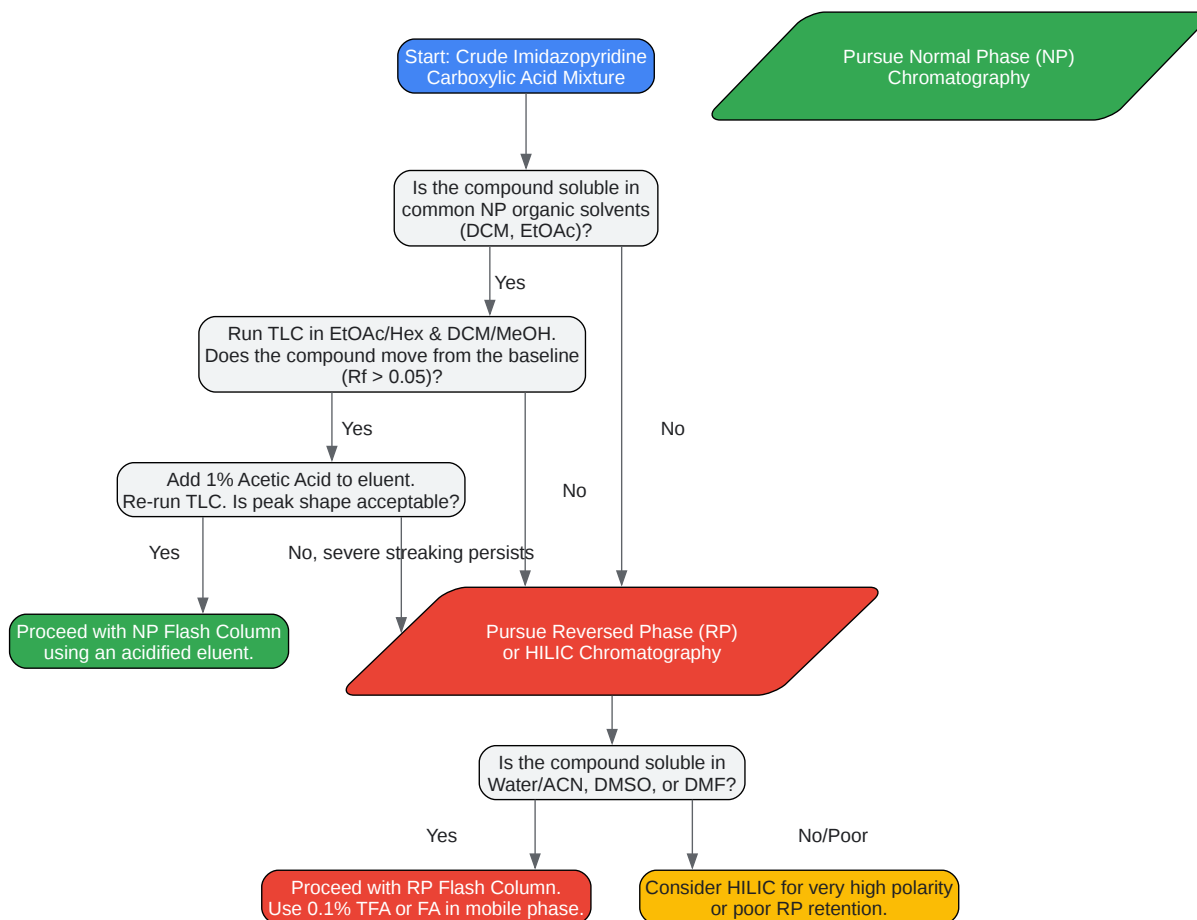 Start: Crude Imidazopyridine
Carboxylic Acid Mixture
Pursue Normal Phase (NP)
Chromatography
Is the compound soluble in
common NP organic solvents
(DCM, EtOAc)?
Yes
Run TLC in EtOAc/Hex & DCM/MeOH.
Does the compound move from the baseline
(Rf > 0.05)?
Yes
No
No
Add 1% Acetic Acid to eluent.
Re-run TLC. Is peak shape acceptable?
Yes
No, severe streaking persists
Proceed with NP Flash Column
using an acidified eluent.
Pursue Reversed Phase (RP)
or HILIC Chromatography
Is the compound soluble in
Water/ACN, DMSO, or DMF?
Yes
No/Poor
Proceed with RP Flash Column.
Use 0.1% TFA or FA in mobile phase.
Consider HILIC for very high polarity
or poor RP retention.